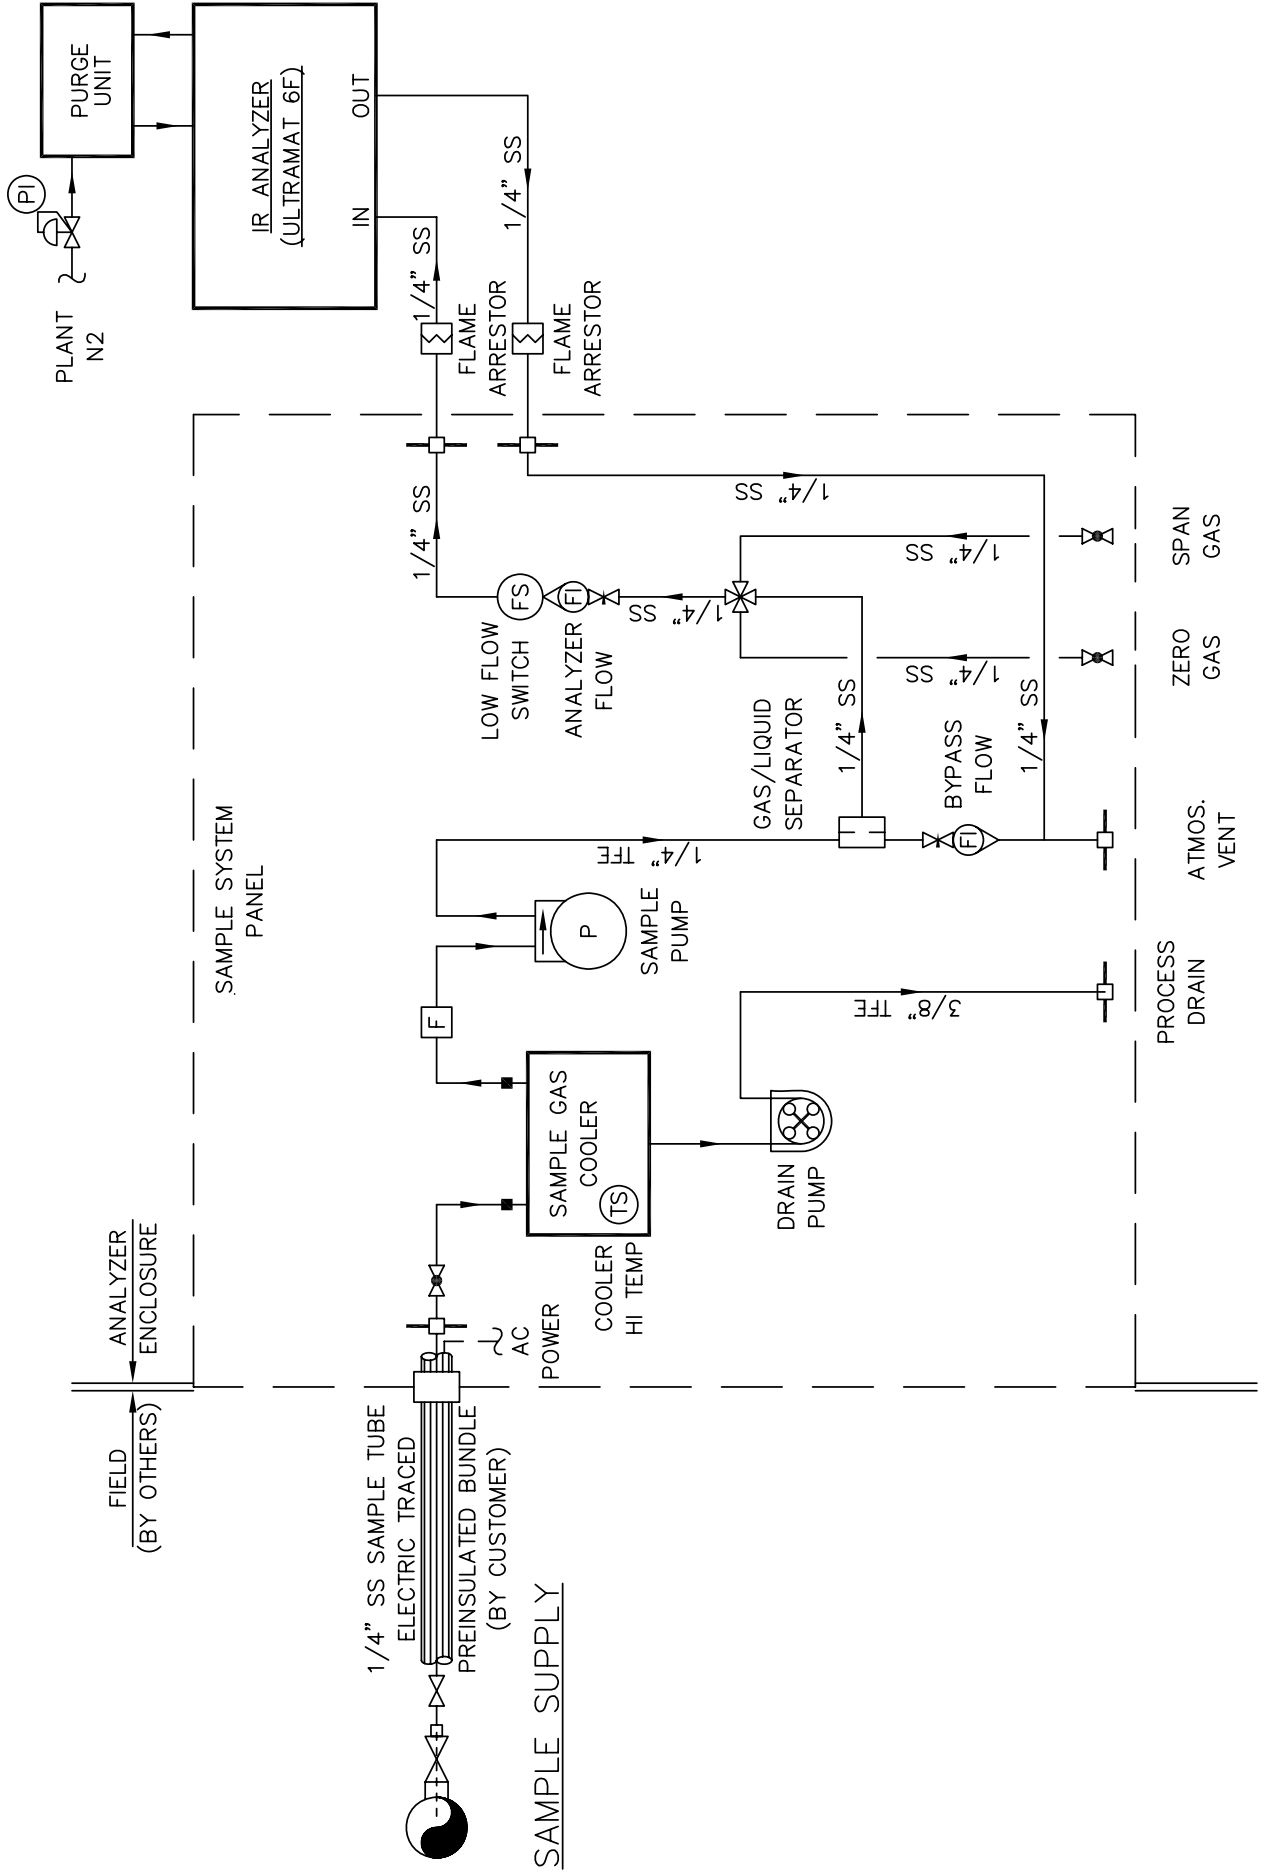 FIELD
(BY OTHERS)
ANALYZER
ENCLOSURE
SAMPLE SYSTEM
PANEL
PLANT
N2
PI
PURGE
UNIT
IR ANALYZER
(ULTRAMAT 6F)
IN
OUT
1/4" SS SAMPLE TUBE
ELECTRIC TRACED
PREINSULATED BUNDLE
(BY CUSTOMER)
SAMPLE SUPPLY
AC
POWER
SAMPLE GAS
COOLER
TS
COOLER
HI TEMP
F
P
SAMPLE
PUMP
DRAIN
PUMP
3/8" TFE
1/4" TFE
GAS/LIQUID
SEPARATOR
1/4" SS
BYPASS
FLOW
FI
1/4" SS
LOW FLOW
SWITCH
FS
ANALYZER
FLOW
FI
1/4" SS
1/4" SS
1/4" SS
1/4" SS
1/4" SS
1/4" SS
FLAME
ARRESTOR
1/4" SS
FLAME
ARRESTOR
1/4" SS
PROCESS
DRAIN
ATMOS.
VENT
ZERO
GAS
SPAN
GAS